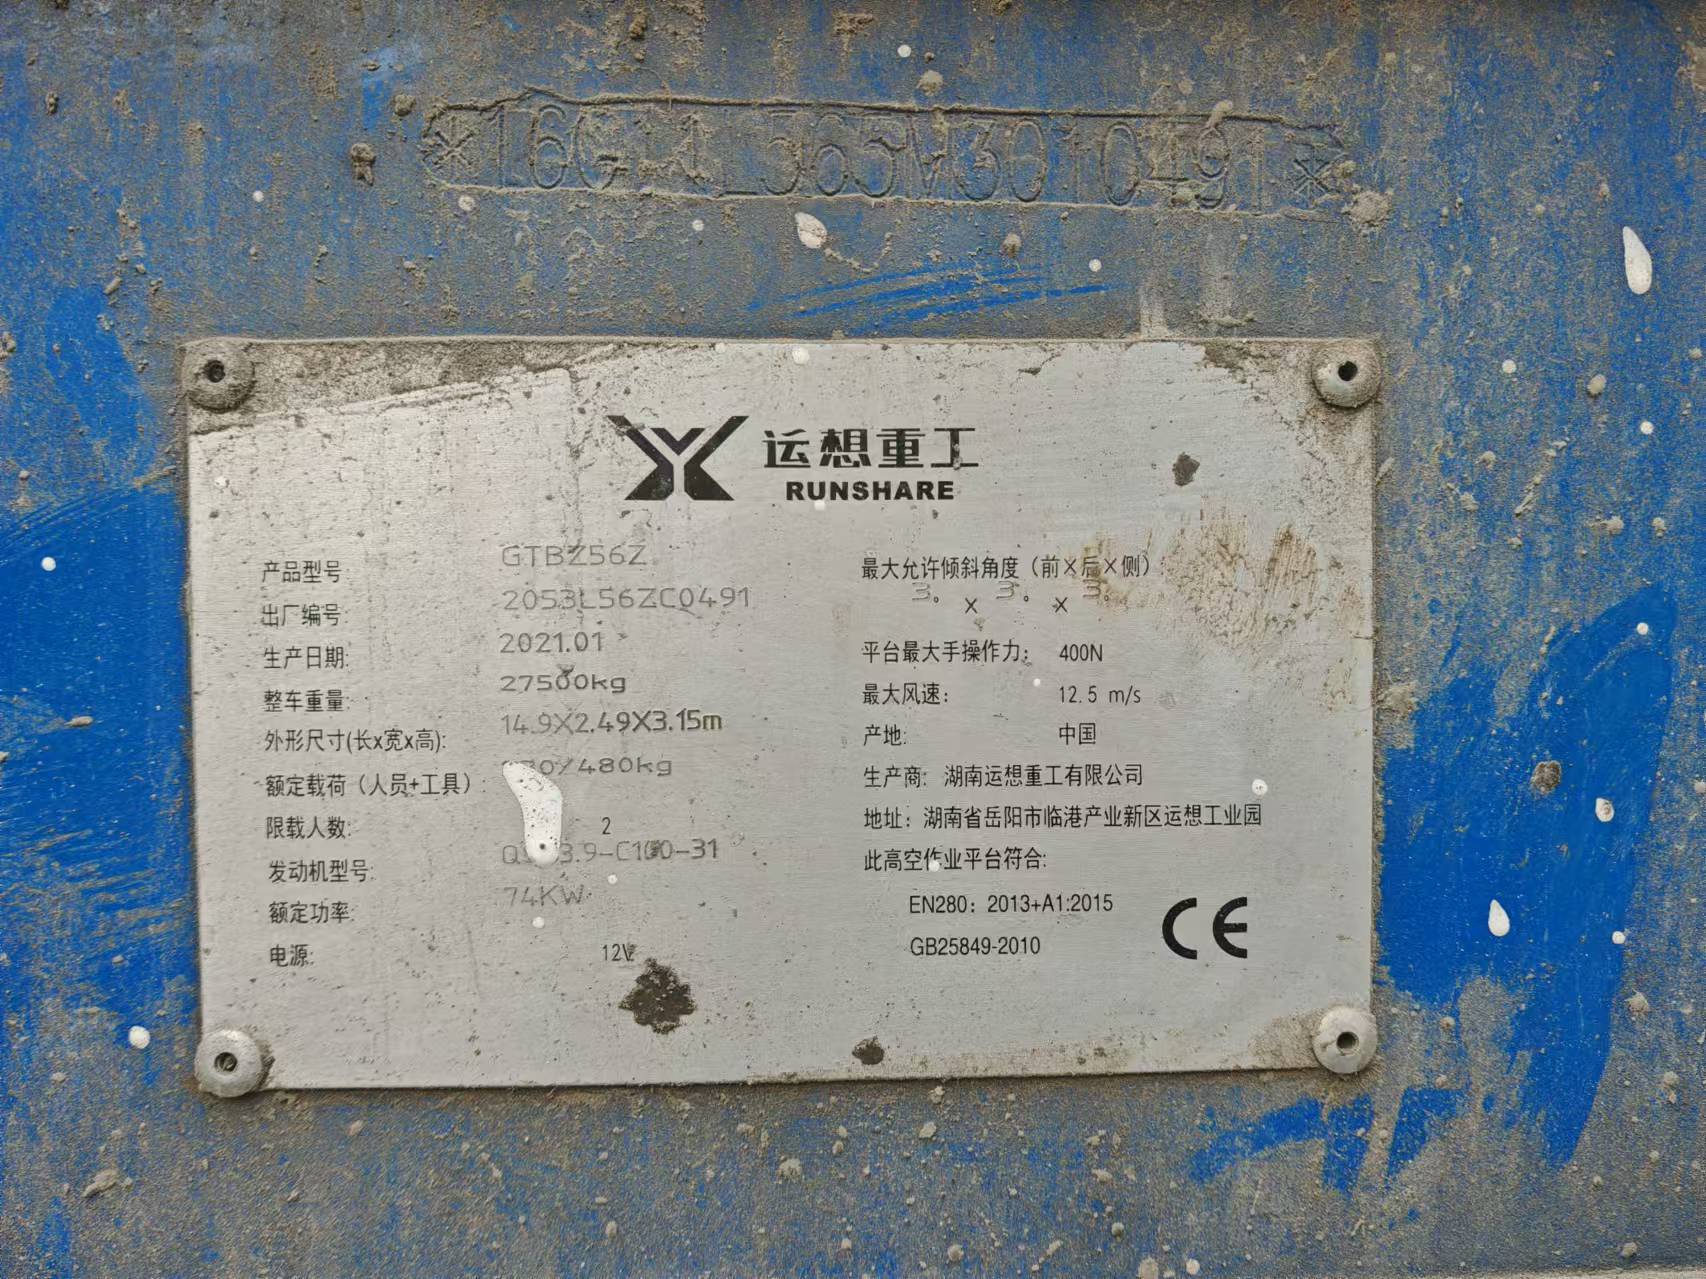 运想重工
RUNSHARE
产品型号 GTBZ56Z
出厂编号: 2053L56ZC0491
生产日期: 2021.01
整车重量: 27500kg
外形尺寸(长x宽x高): 14.9X2.49X3.15m
额定载荷（人员+工具）: /480kg
限载人数: 2
发动机型号: 3.9-C100-31
额定功率: 74KW
电源: 12V
最大允许倾斜角度（前×后×侧）:
3° × 3° × 3°
平台最大手操作力: 400N
最大风速: 12.5 m/s
产地: 中国
生产商: 湖南运想重工有限公司
地址: 湖南省岳阳市临港产业新区运想工业园
此高空作业平台符合:
EN280: 2013+A1:2015
GB25849-2010
CE